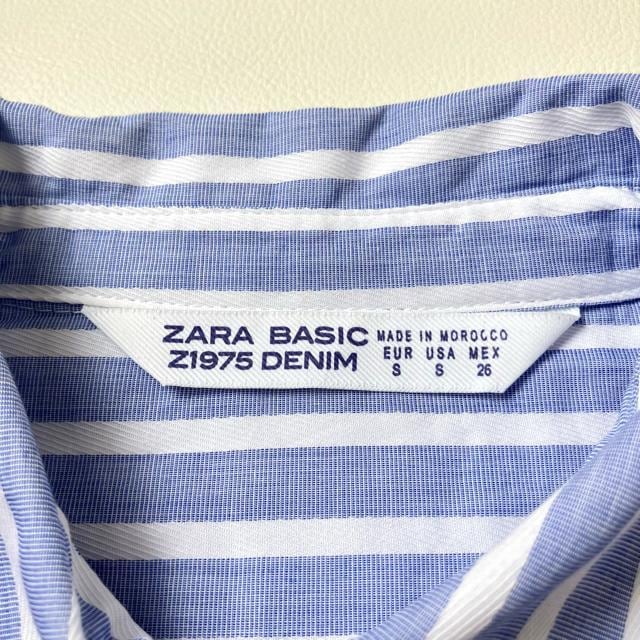 ZARA BASIC
Z1975 DENIM
MADE IN MOROCCO
EUR USA MEX
S S 26